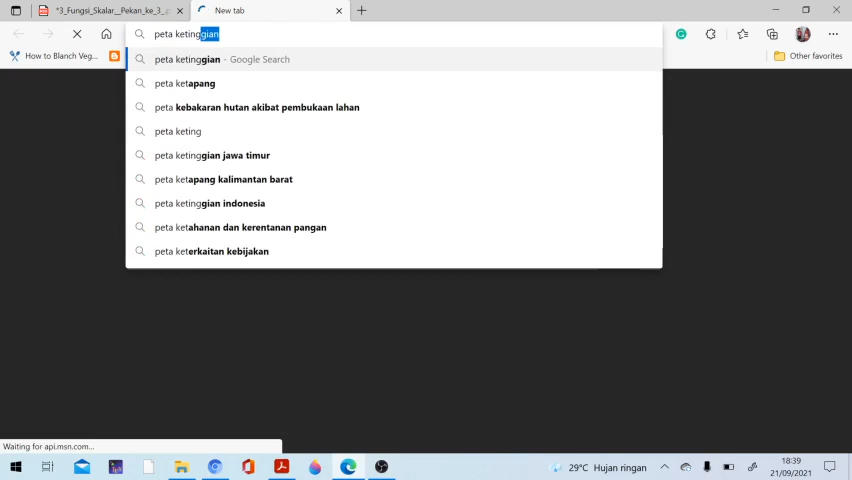 *3_Fungsi_Skalar__Pekan_ke_3_
New tab
peta ketinggian
How to Blanch Veg...
Other favorites
peta ketinggian - Google Search
peta ketapang
peta kebakaran hutan akibat pembukaan lahan
peta keting
peta ketinggian jawa timur
peta ketapang kalimantan barat
peta ketinggian indonesia
peta ketahanan dan kerentanan pangan
peta keterkaitan kebijakan
Waiting for api.msn.com...
29°C Hujan ringan
18:39
21/09/2021